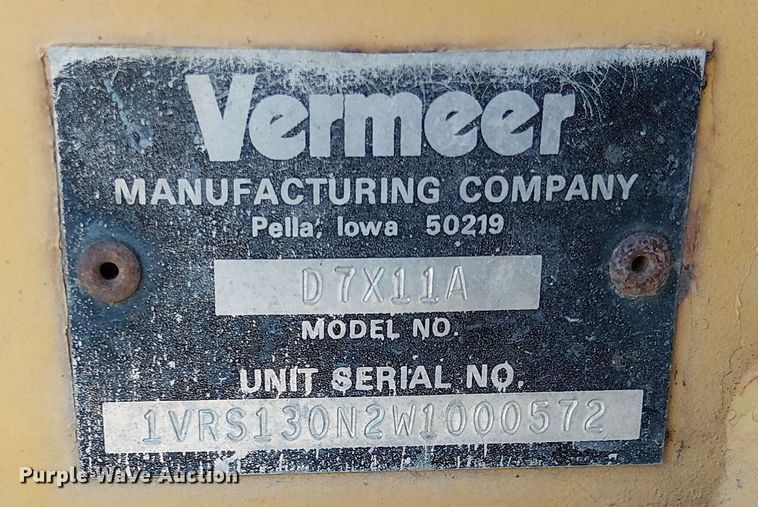 Vermeer
MANUFACTURING COMPANY
Pella, Iowa 50219
D7X11A
MODEL NO.
UNIT SERIAL NO.
1VRS130N2W1000572
Purple Wave Auction